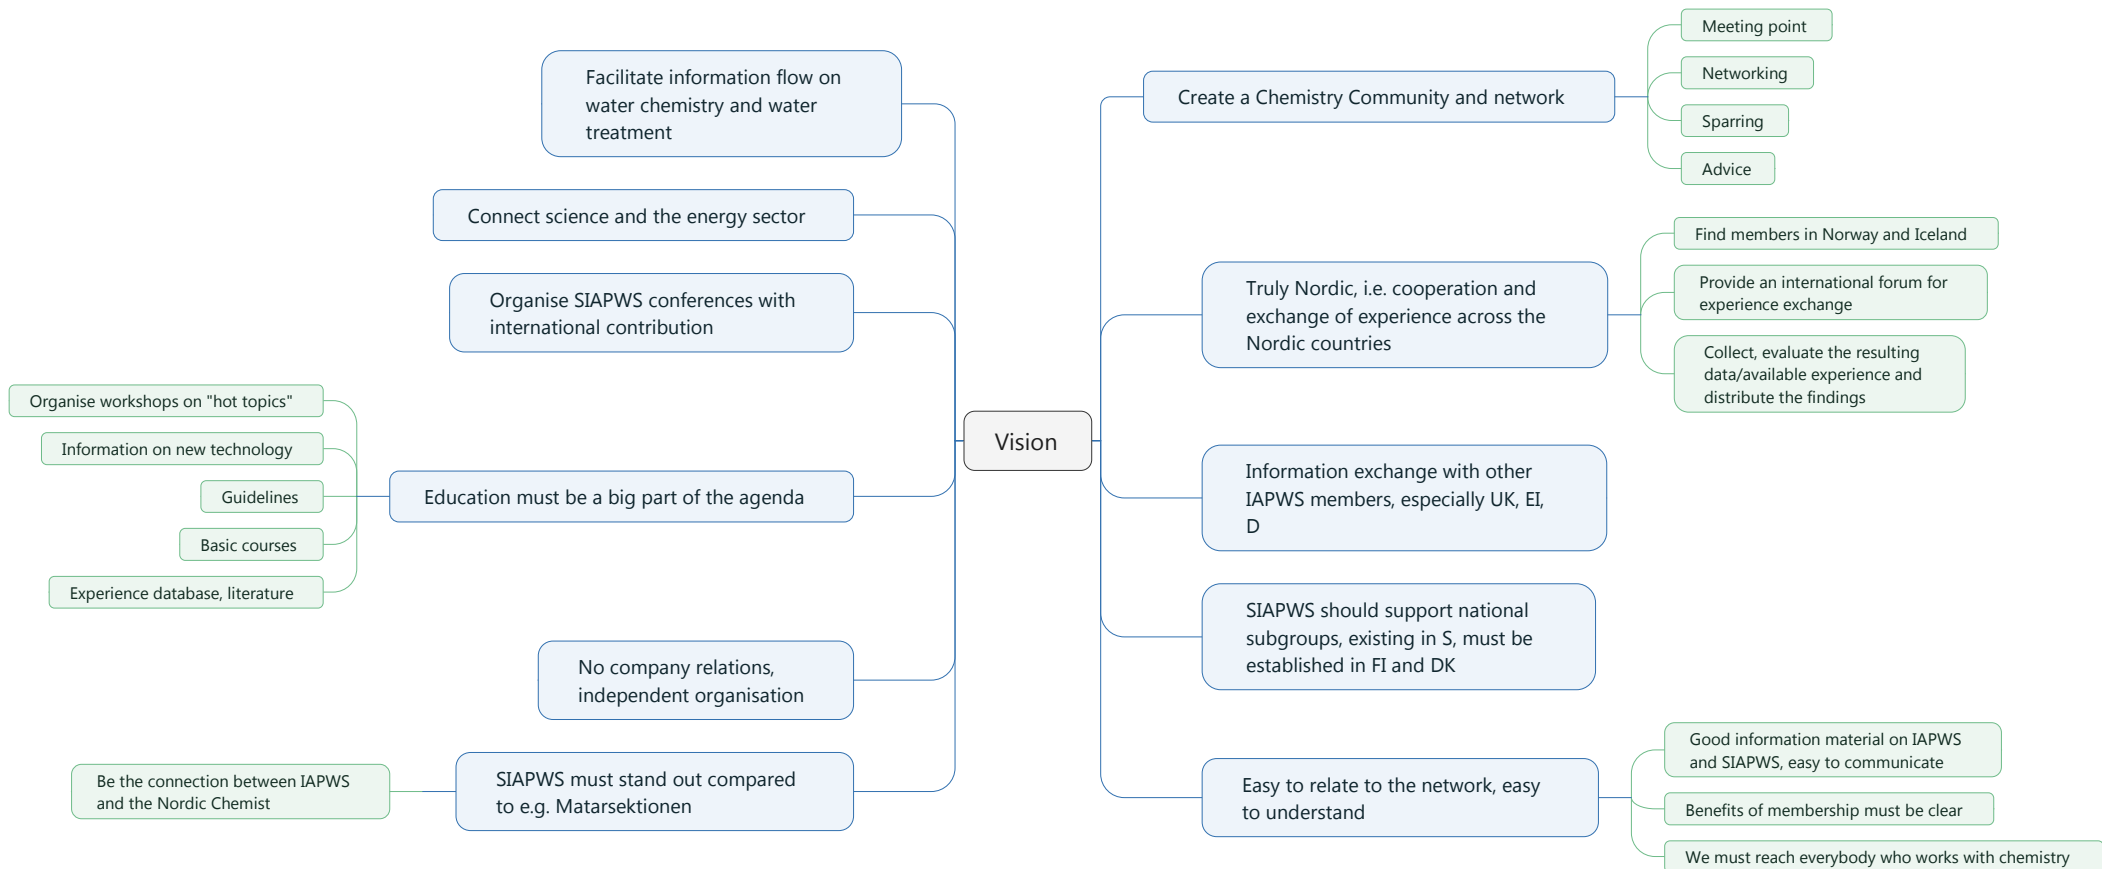 Vision
Create a Chemistry Community and network
Meeting point
Networking
Sparring
Advice
Truly Nordic, i.e. cooperation and
exchange of experience across the
Nordic countries
Find members in Norway and Iceland
Provide an international forum for
experience exchange
Collect, evaluate the resulting
data/available experience and
distribute the findings
Information exchange with other
IAPWS members, especially UK, EI,
D
SIAPWS should support national
subgroups, existing in S, must be
established in FI and DK
Easy to relate to the network, easy
to understand
Good information material on IAPWS
and SIAPWS, easy to communicate
Benefits of membership must be clear
We must reach everybody who works with chemistry
Facilitate information flow on
water chemistry and water
treatment
Connect science and the energy sector
Organise SIAPWS conferences with
international contribution
Education must be a big part of the agenda
Organise workshops on "hot topics"
Information on new technology
Guidelines
Basic courses
Experience database, literature
No company relations,
independent organisation
SIAPWS must stand out compared
to e.g. Matarsektionen
Be the connection between IAPWS
and the Nordic Chemist